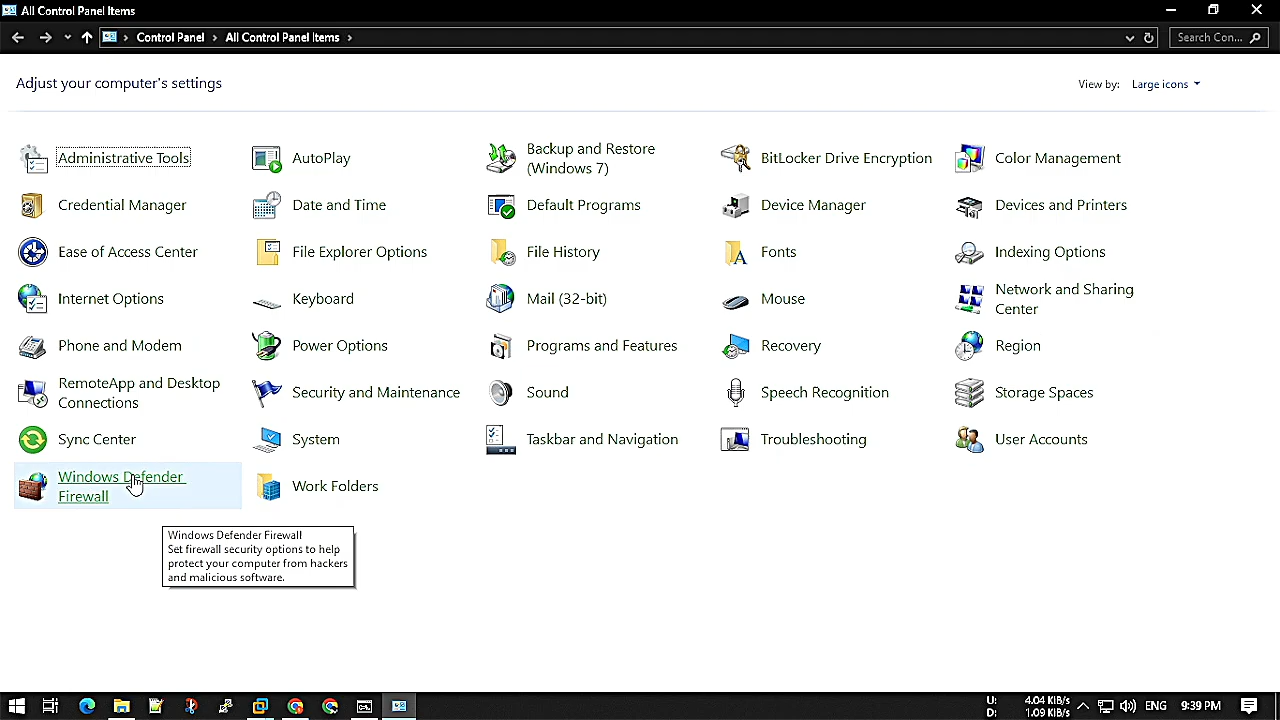 All Control Panel Items
Control Panel > All Control Panel Items >
Search Con...
Adjust your computer's settings
View by: Large icons
Administrative Tools
AutoPlay
Backup and Restore
(Windows 7)
BitLocker Drive Encryption
Color Management
Credential Manager
Date and Time
Default Programs
Device Manager
Devices and Printers
Ease of Access Center
File Explorer Options
File History
Fonts
Indexing Options
Internet Options
Keyboard
Mail (32-bit)
Mouse
Network and Sharing
Center
Phone and Modem
Power Options
Programs and Features
Recovery
Region
RemoteApp and Desktop
Connections
Security and Maintenance
Sound
Speech Recognition
Storage Spaces
Sync Center
System
Taskbar and Navigation
Troubleshooting
User Accounts
Windows Defender
Firewall
Work Folders
Windows Defender Firewall
Set firewall security options to help
protect your computer from hackers
and malicious software.
U: 4.04 KiB/s
D: 1.09 KiB/s
ENG
9:39 PM